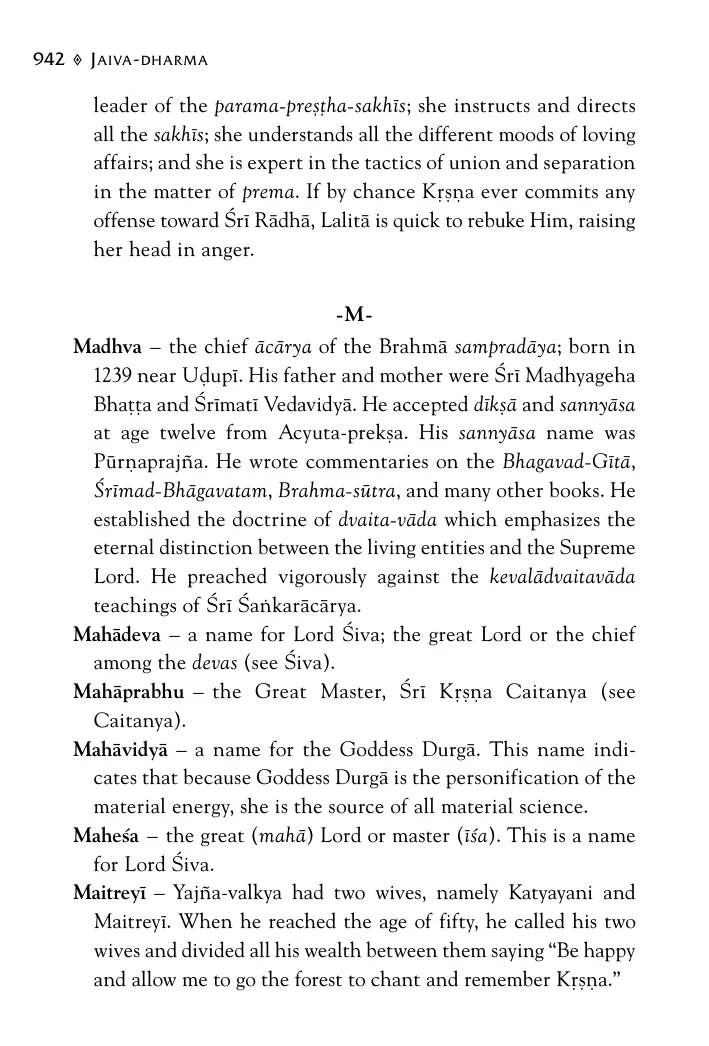 942 ◈ Jaiva-dharma
leader of the parama-preṣṭha-sakhīs; she instructs and directs
all the sakhīs; she understands all the different moods of loving
affairs; and she is expert in the tactics of union and separation
in the matter of prema. If by chance Kṛṣṇa ever commits any
offense toward Śrī Rādhā, Lalitā is quick to rebuke Him, raising
her head in anger.
-M-
Madhva – the chief ācārya of the Brahmā sampradāya; born in
1239 near Uḍupī. His father and mother were Śrī Madhyageha
Bhaṭṭa and Śrīmatī Vedavidyā. He accepted dīkṣā and sannyāsa
at age twelve from Acyuta-prekṣa. His sannyāsa name was
Pūrṇaprajña. He wrote commentaries on the Bhagavad-Gītā,
Śrīmad-Bhāgavatam, Brahma-sūtra, and many other books. He
established the doctrine of dvaita-vāda which emphasizes the
eternal distinction between the living entities and the Supreme
Lord. He preached vigorously against the kevalādvaitavāda
teachings of Śrī Śaṅkarācārya.
Mahādeva – a name for Lord Śiva; the great Lord or the chief
among the devas (see Śiva).
Mahāprabhu – the Great Master, Śrī Kṛṣṇa Caitanya (see
Caitanya).
Mahāvidyā – a name for the Goddess Durgā. This name indi-
cates that because Goddess Durgā is the personification of the
material energy, she is the source of all material science.
Maheśa – the great (mahā) Lord or master (īśa). This is a name
for Lord Śiva.
Maitreyī – Yajña-valkya had two wives, namely Katyayani and
Maitreyī. When he reached the age of fifty, he called his two
wives and divided all his wealth between them saying “Be happy
and allow me to go the forest to chant and remember Kṛṣṇa.”